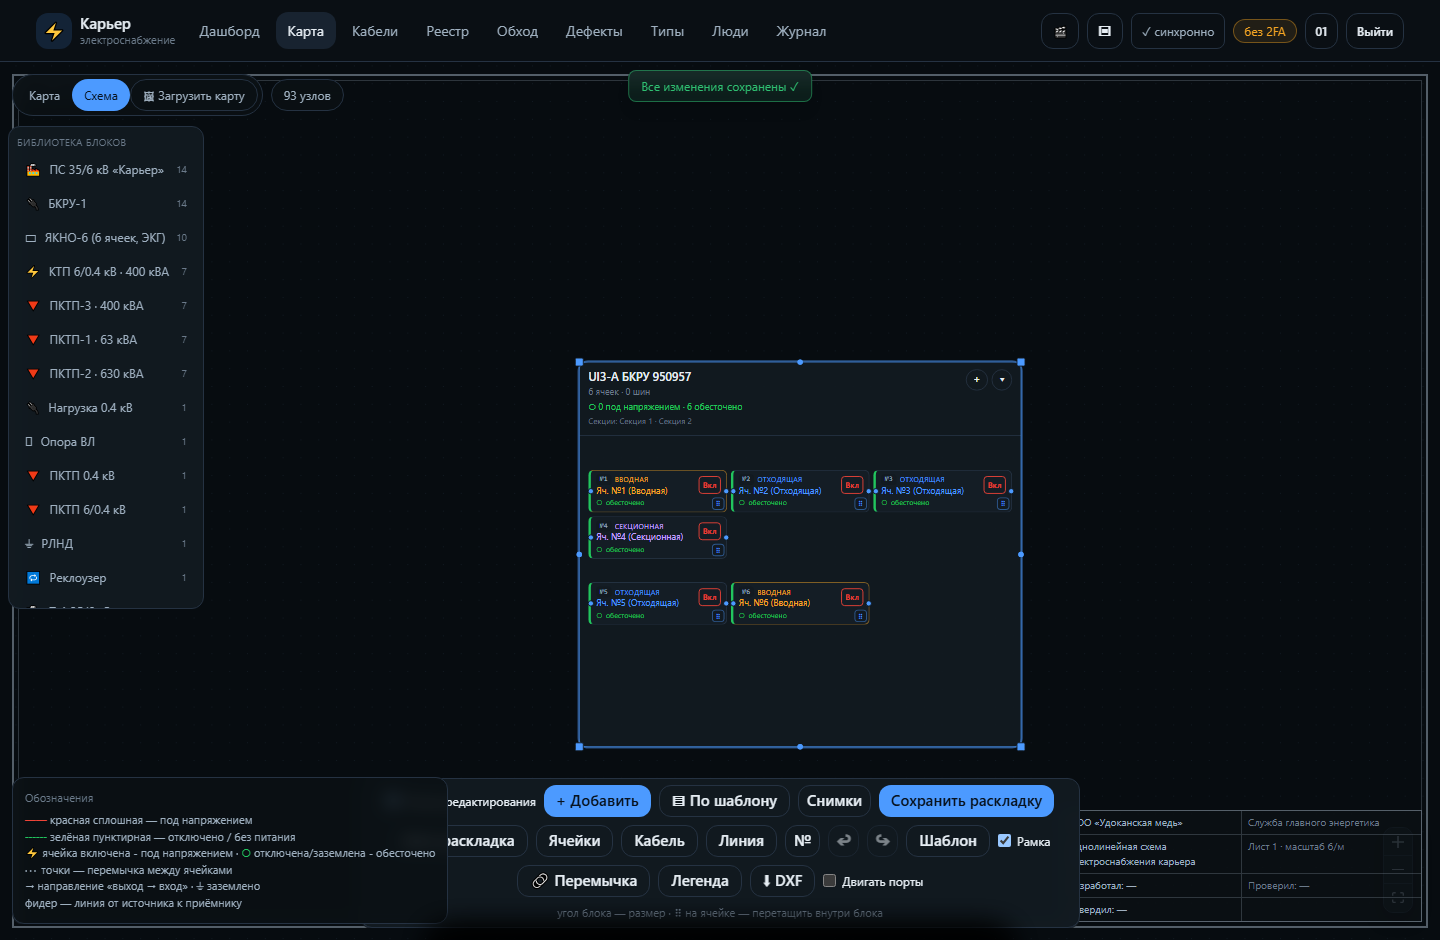 Карьер
электроснабжение
Дашборд
Карта
Кабели
Реестр
Обход
Дефекты
Типы
Люди
Журнал
✓ синхронно
без 2FA
01
Выйти
Карта
Схема
Загрузить карту
93 узлов
Все изменения сохранены ✓
БИБЛИОТЕКА БЛОКОВ
ПС 35/6 кВ «Карьер» 14
БКРУ-1 14
ЯКНО-6 (6 ячеек, ЭКГ) 10
КТП 6/0.4 кВ · 400 кВА 7
ПКТП-3 · 400 кВА 7
ПКТП-1 · 63 кВА 7
ПКТП-2 · 630 кВА 7
Нагрузка 0.4 кВ 1
Опора ВЛ 1
ПКТП 0.4 кВ 1
ПКТП 6/0.4 кВ 1
РЛНД 1
Реклоузер 1
UI3-A БКРУ 950957
6 ячеек · 0 шин
0 под напряжением · 6 обесточено
Секции: Секция 1 · Секция 2
№1 ВВОДНАЯ
Яч. №1 (Вводная)
обесточено
Вкл
№2 ОТХОДЯЩАЯ
Яч. №2 (Отходящая)
обесточено
Вкл
№3 ОТХОДЯЩАЯ
Яч. №3 (Отходящая)
обесточено
Вкл
№4 СЕКЦИОННАЯ
Яч. №4 (Секционная)
обесточено
Вкл
№5 ОТХОДЯЩАЯ
Яч. №5 (Отходящая)
обесточено
Вкл
№6 ВВОДНАЯ
Яч. №6 (Вводная)
обесточено
Вкл
Обозначения
красная сплошная — под напряжением
зелёная пунктирная — отключено / без питания
⚡ ячейка включена - под напряжением · отключена/заземлена - обесточено
точки — перемычка между ячейками
→ направление «выход → вход» · ⏚ заземлено
фидер — линия от источника к приёмнику
редактирования
+ Добавить
По шаблону
Снимки
Сохранить раскладку
раскладка
Ячейки
Кабель
Линия
№
Шаблон
Рамка
Перемычка
Легенда
⬇ DXF
Двигать порты
угол блока — размер · ⠿ на ячейке — перетащить внутри блока
ОО «Удоканская медь»
Служба главного энергетика
днолинейная схема
ектроснабжения карьера
Лист 1 · масштаб б/м
зработал: —
Проверил: —
вердил: —